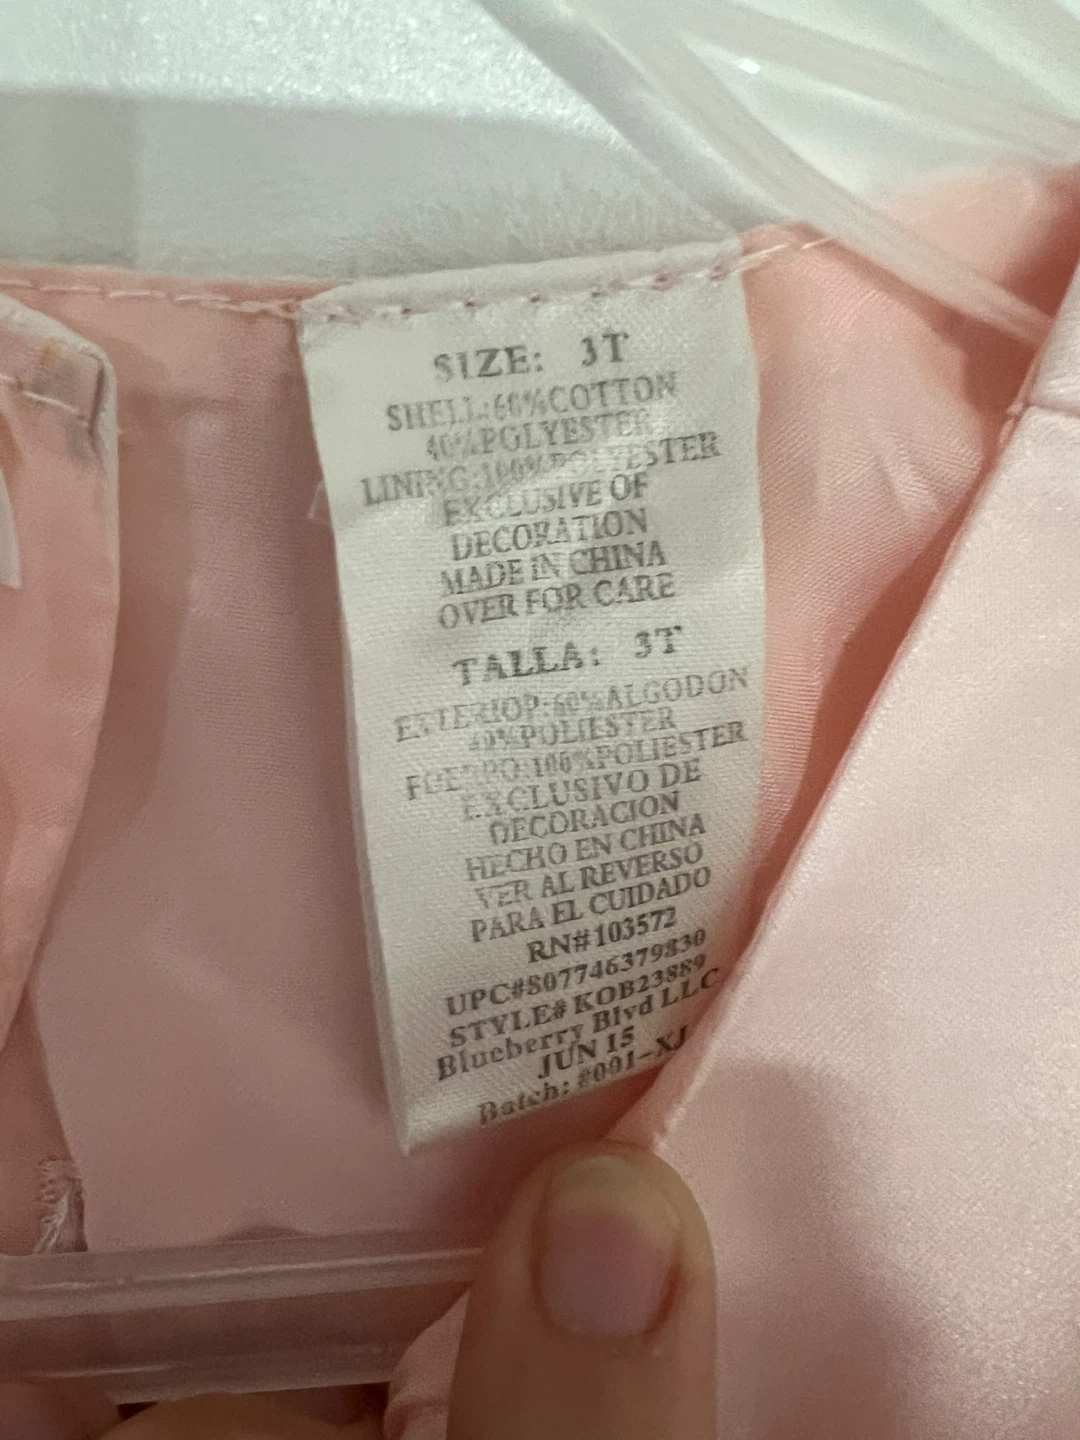 SIZE: 3T
SHELL:60%COTTON
40%POLYESTER
LINING:100%POLYESTER
EXCLUSIVE OF
DECORATION
MADE IN CHINA
OVER FOR CARE
TALLA: 3T
EXTERIOP:60%ALGODON
40%POLIESTER
FOERPO:100%POLIESTER
EXCLUSIVO DE
DECORACION
HECHO EN CHINA
VER AL REVERSO
PARA EL CUIDADO
RN#103572
UPC#807746379830
STYLE# KOB23889
Blueberry Blvd LLC
JUN 15
Batch: #001-XJ